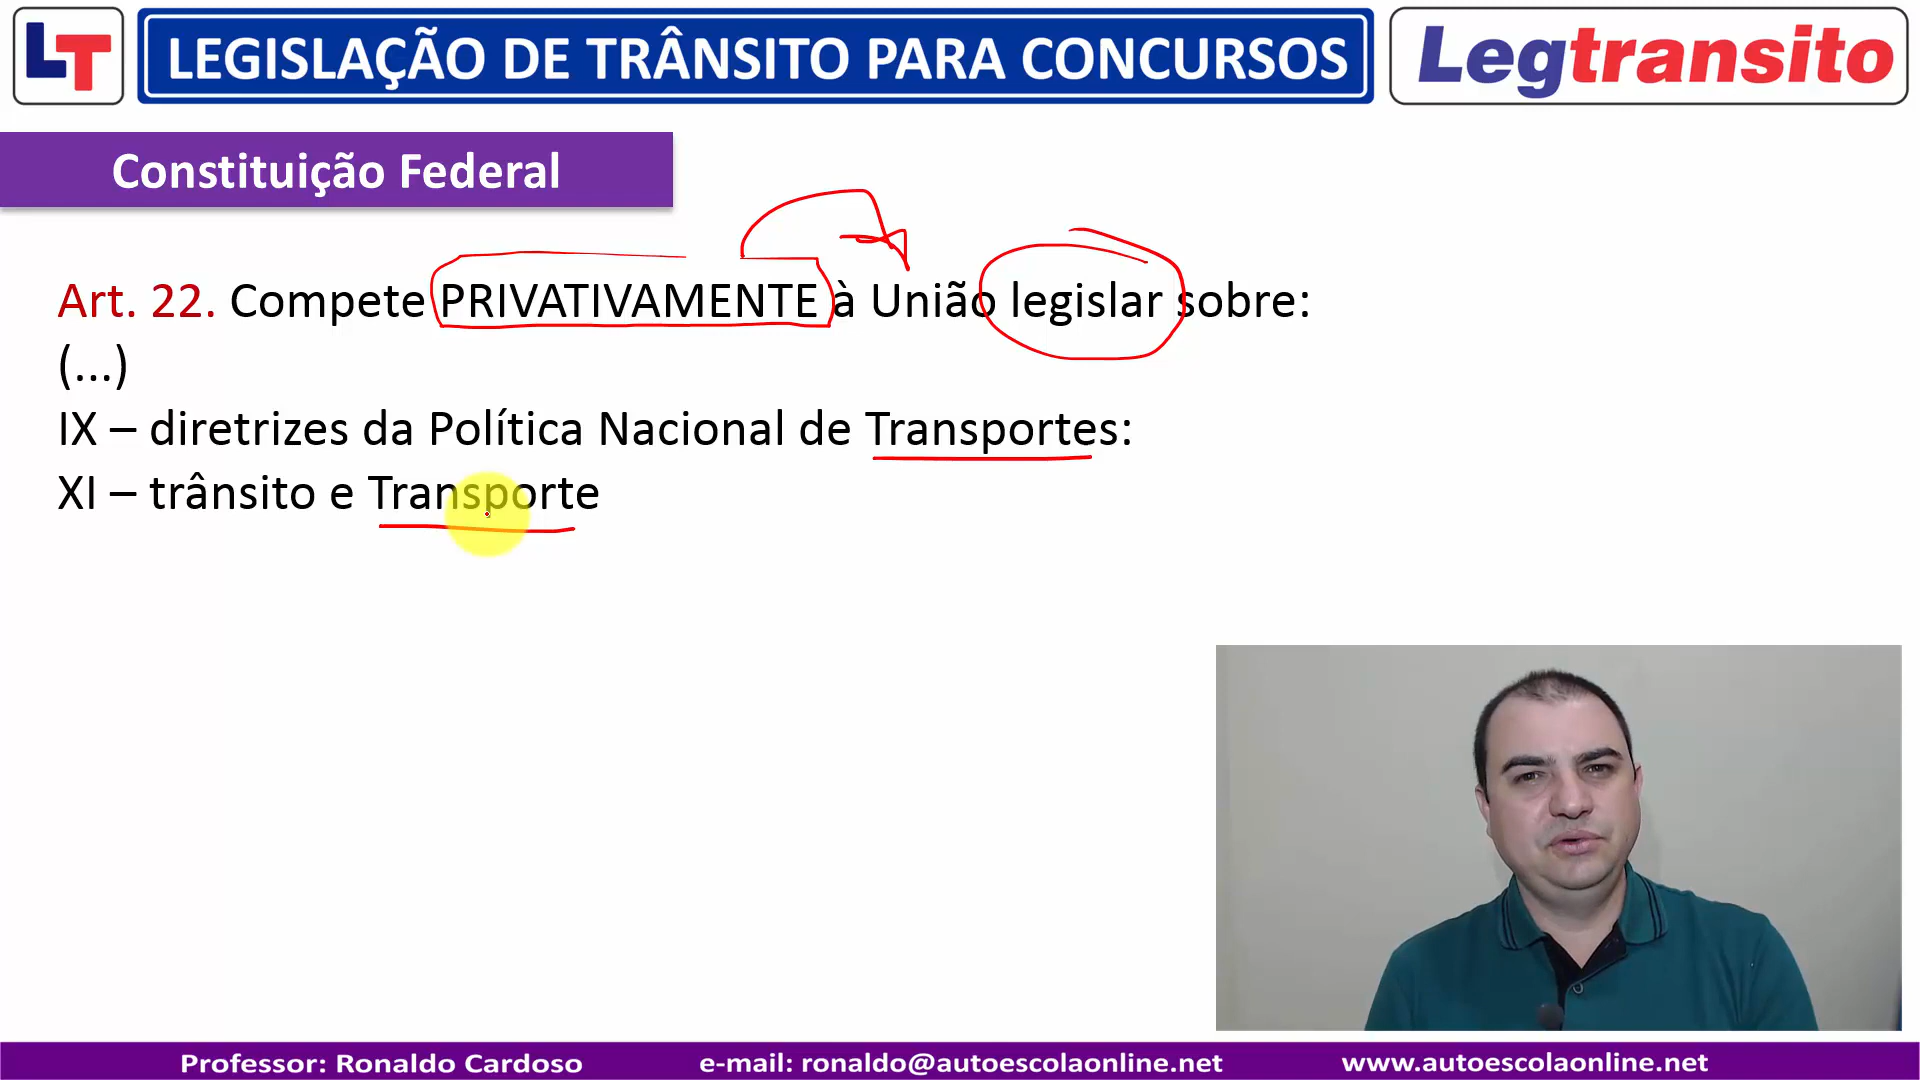 LT
LEGISLAÇÃO DE TRÂNSITO PARA CONCURSOS
Legtransito
Constituição Federal
Art. 22. Compete PRIVATIVAMENTE à União legislar sobre:
(...)
IX – diretrizes da Política Nacional de Transportes:
XI – trânsito e Transporte
Professor: Ronaldo Cardoso
e-mail: ronaldo@autoescolaonline.net
www.autoescolaonline.net